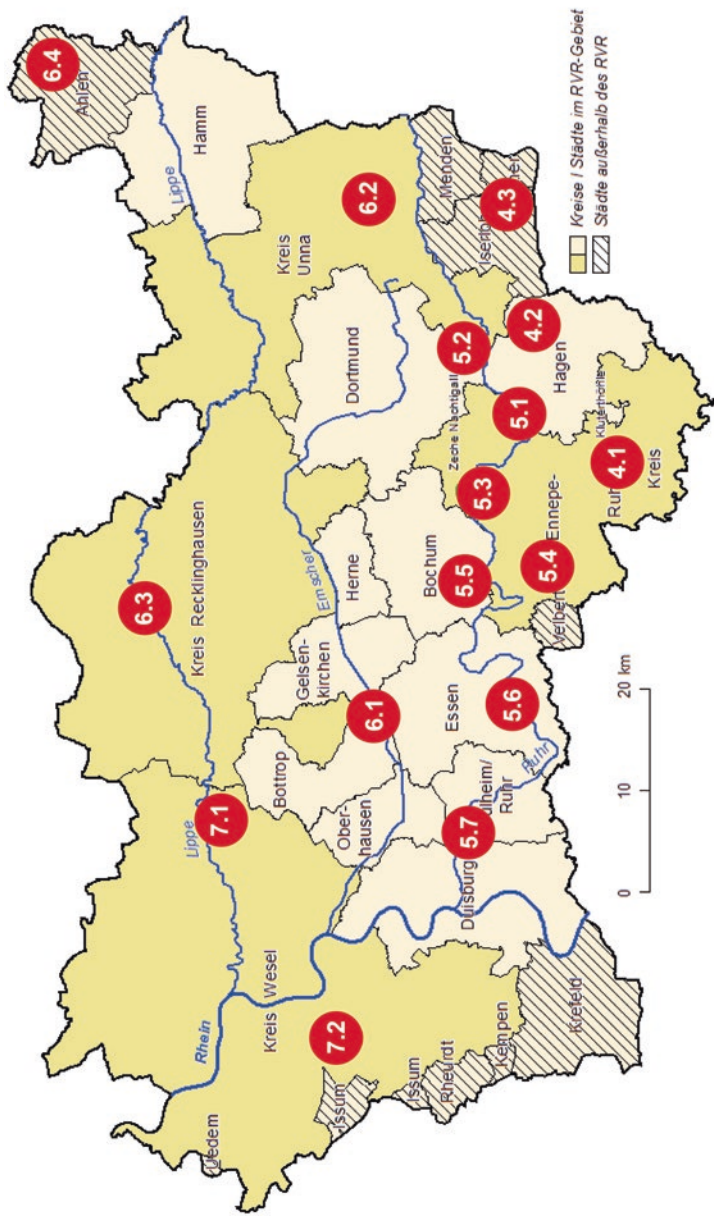 6.4
Ahlen
Hamm
Lippe
6.2
Kreis
Unna
Menden
4.3
Dortmund
5.2
4.2
Hagen
Zeche Nachtigall
5.1
Kluterthöhle
4.1
Kreis
Ennepe-
5.3
5.4
Velbert
5.5
Bochum
Herne
Emscher
Gelsen-
kirchen
6.3
Kreis Recklinghausen
6.1
Essen
5.6
Ruhr
Bottrop
Ober-
hausen
5.7
Ruhr
Duisburg
7.1
Lippe
Rhein
Kreis Wesel
7.2
Uedem
Issum
Issum
Rheurdt
Kempen
Krefeld
0 10 20 km
Kreise / Städte im RVR-Gebiet
Städte außerhalb des RVR